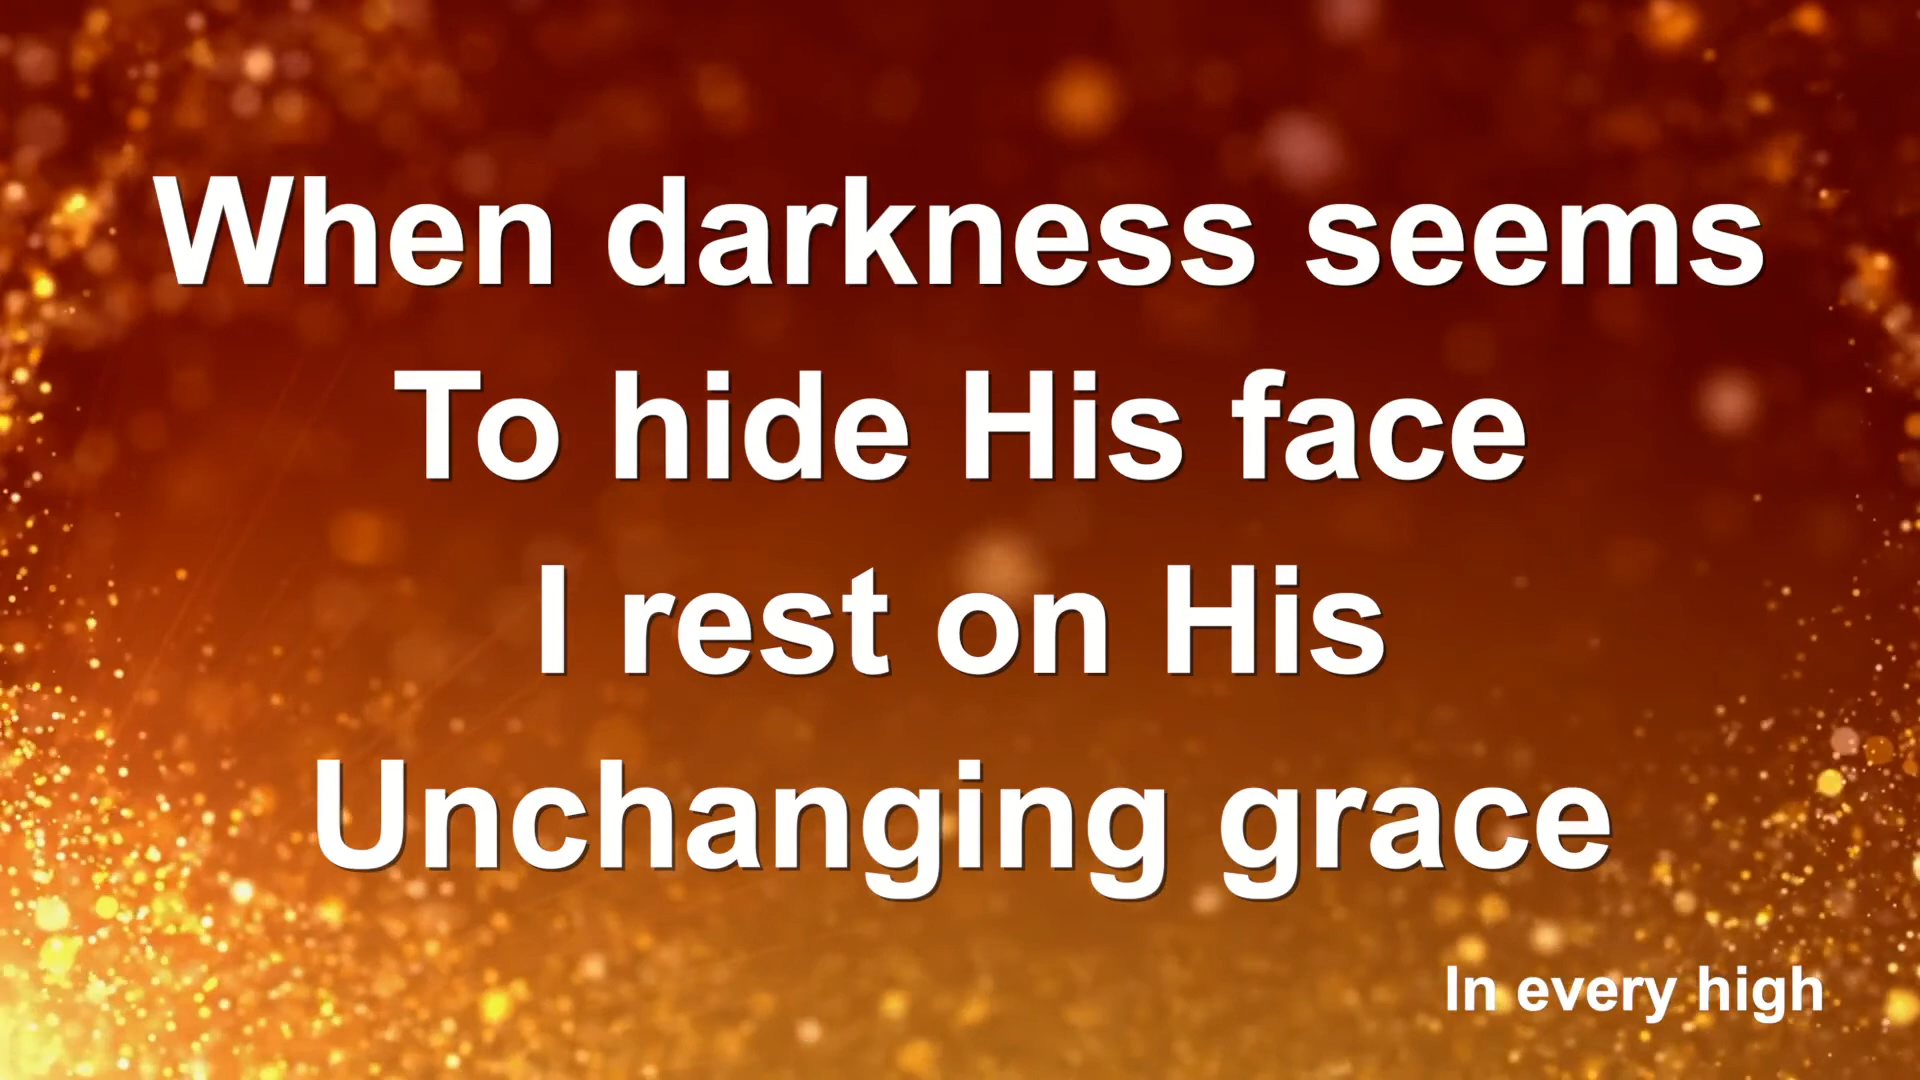 When darkness seems
To hide His face
I rest on His
Unchanging grace
In every high